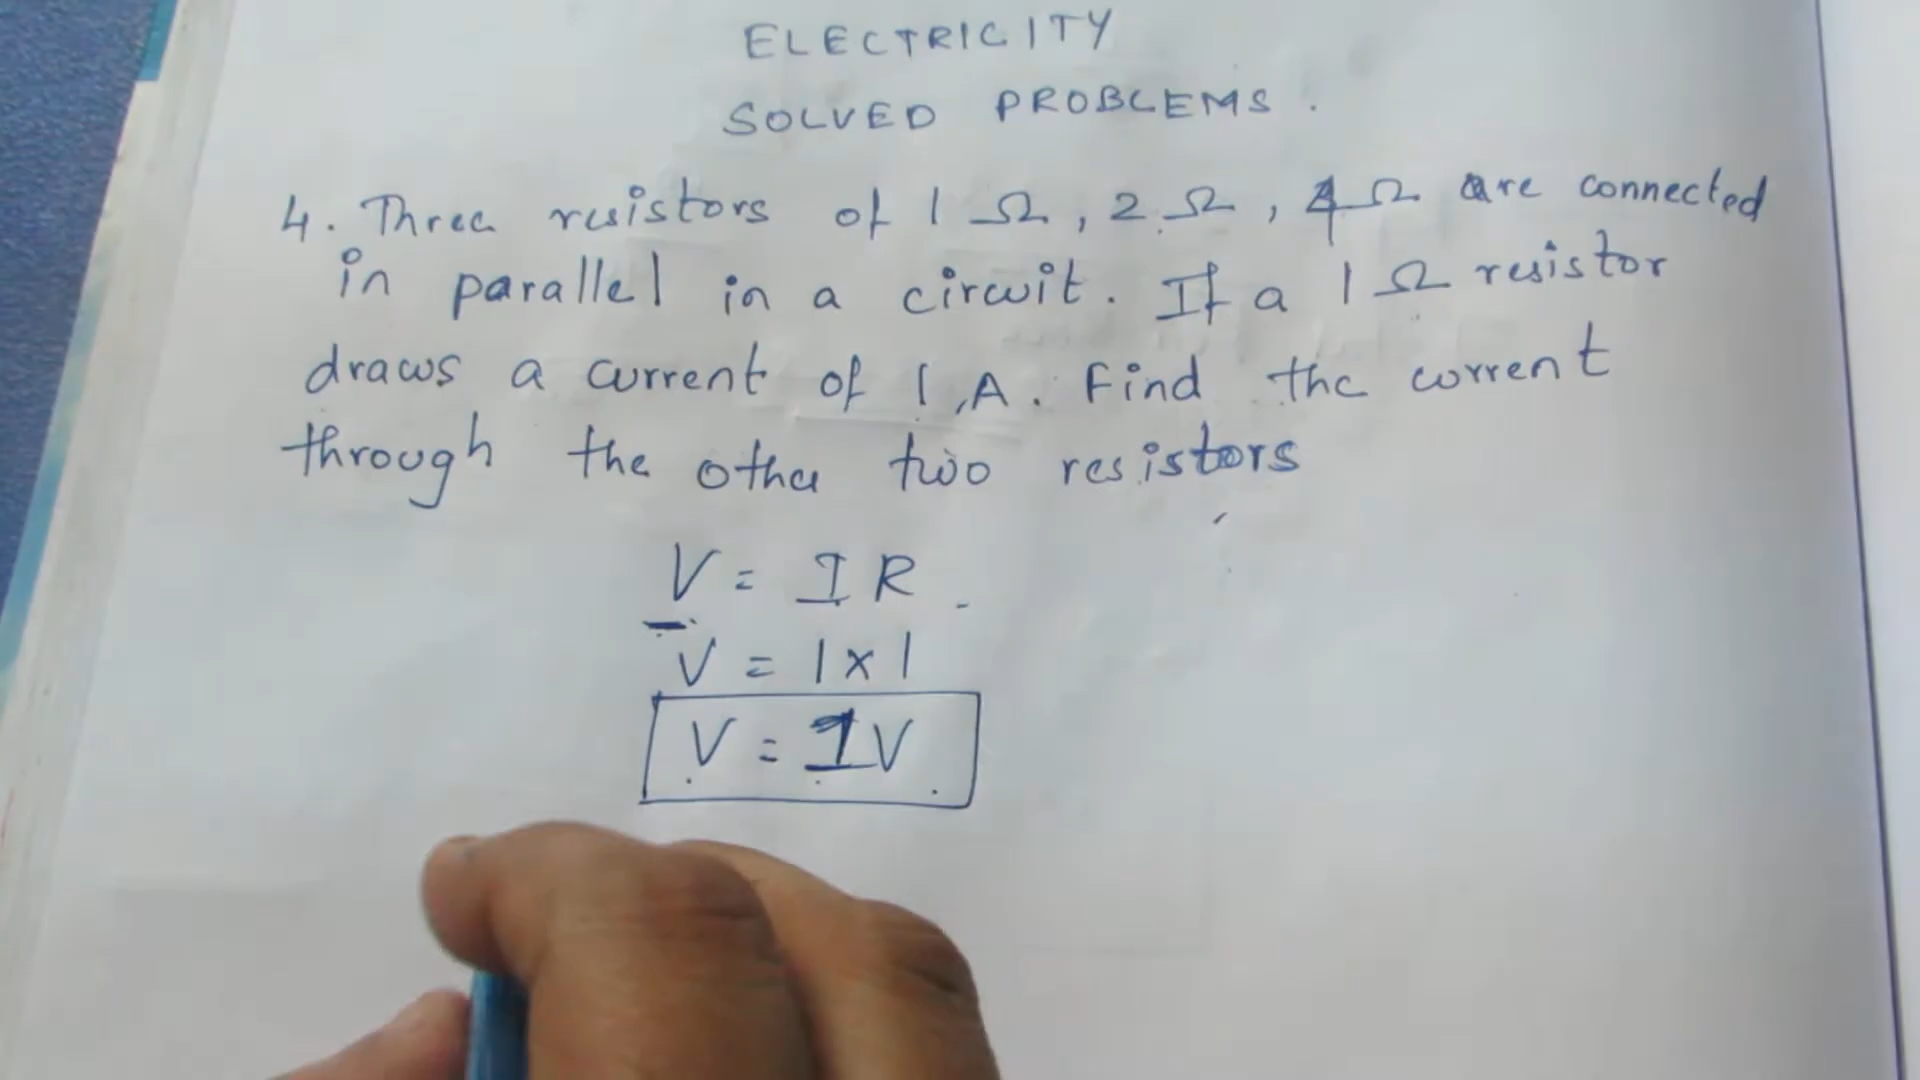 ELECTRICITY
SOLVED PROBLEMS.
4. Three resistors of 1 Ω, 2 Ω, 4 Ω are connected
in parallel in a circuit. If a 1 Ω resistor
draws a current of 1 A. Find the current
through the other two resistors
V = I R
V = 1 x 1
V = 1V